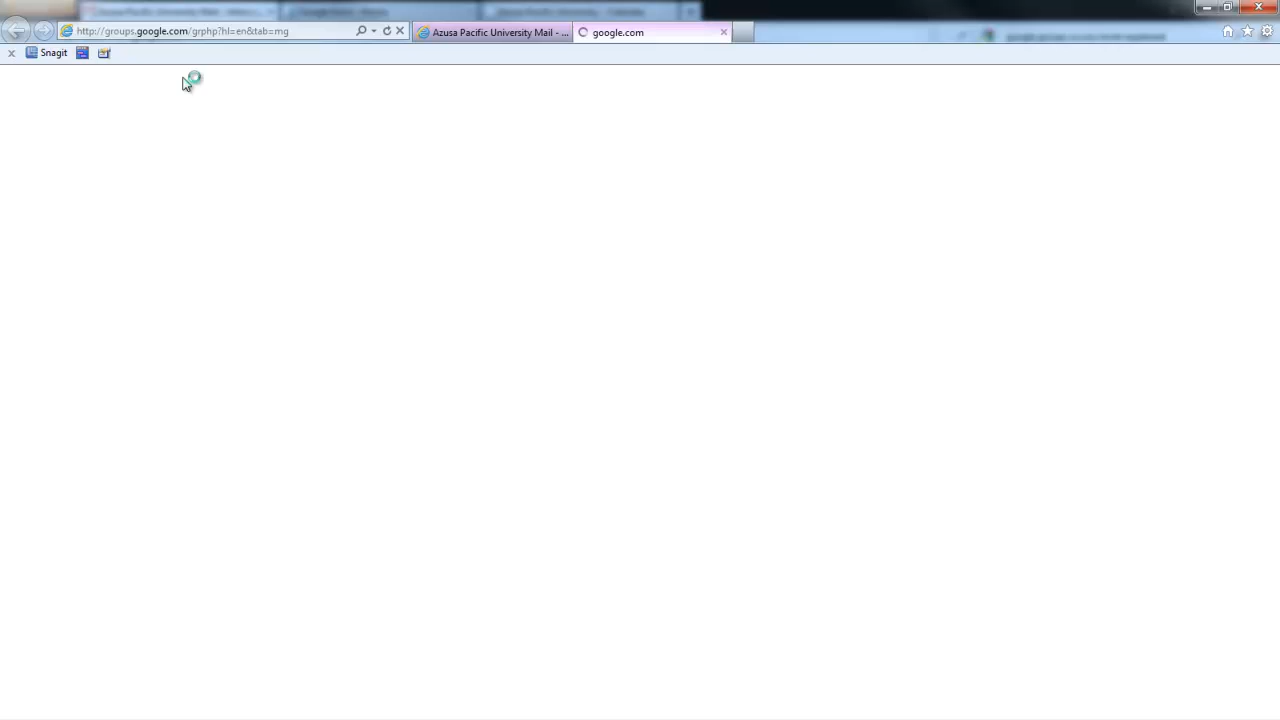 http://groups.google.com/grphp?hl=en&tab=mg
Azusa Pacific University Mail - ...
google.com
Snagit